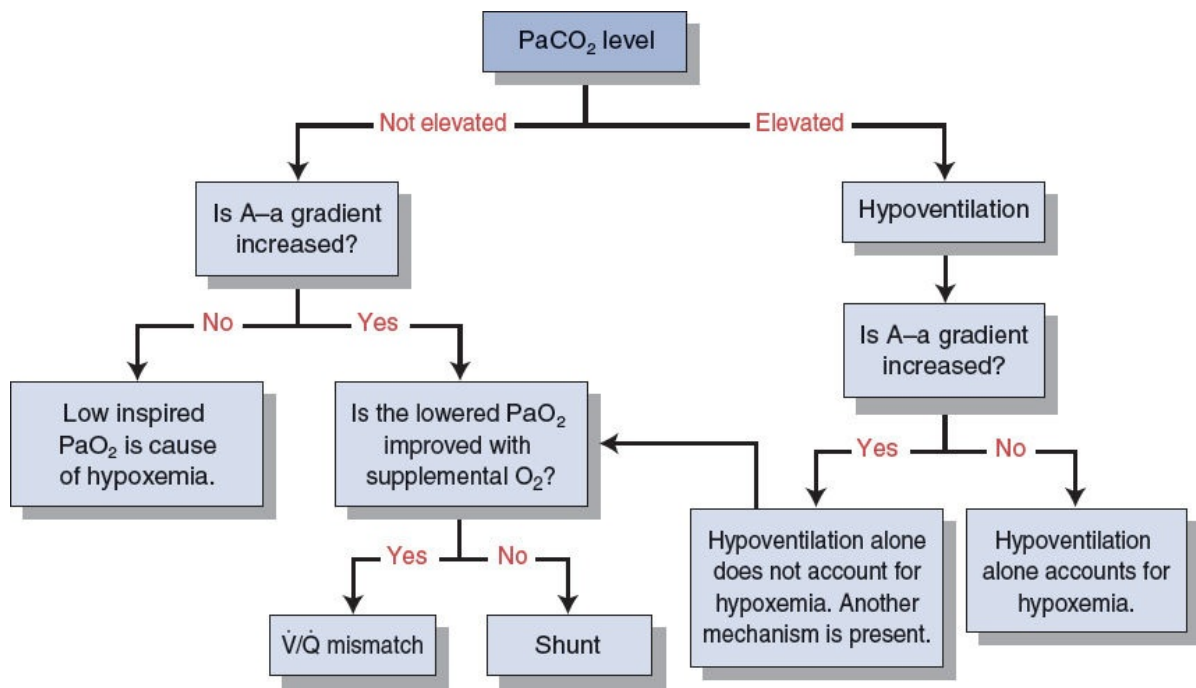 PaCO₂ level
Not elevated
Elevated
Is A–a gradient
increased?
Hypoventilation
No
Yes
Is A–a gradient
increased?
Low inspired
PaO₂ is cause
of hypoxemia.
Is the lowered PaO₂
improved with
supplemental O₂?
Yes
No
Yes
No
Hypoventilation alone
does not account for
hypoxemia. Another
mechanism is present.
Hypoventilation
alone accounts for
hypoxemia.
V̇/Q̇ mismatch
Shunt